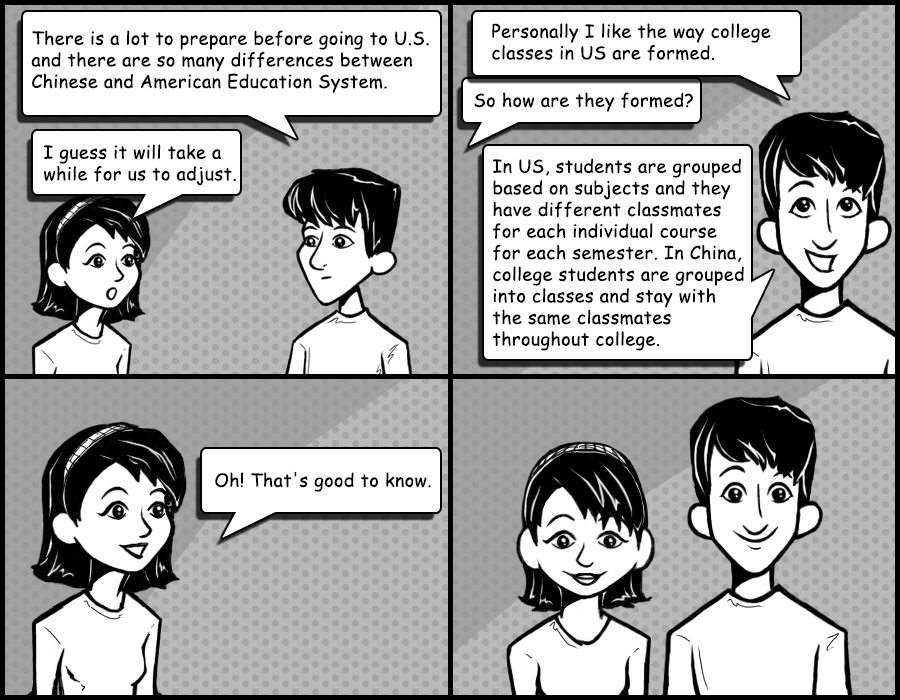 There is a lot to prepare before going to U.S.
and there are so many differences between
Chinese and American Education System.
I guess it will take a
while for us to adjust.
Personally I like the way college
classes in US are formed.
So how are they formed?
In US, students are grouped
based on subjects and they
have different classmates
for each individual course
for each semester. In China,
college students are grouped
into classes and stay with
the same classmates
throughout college.
Oh! That's good to know.